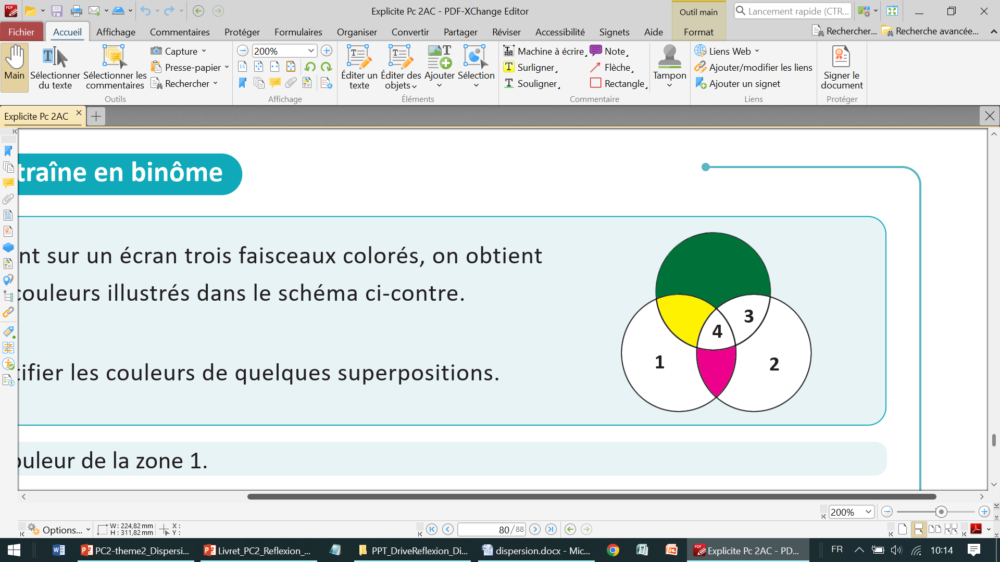 Explicite Pc 2AC - PDF-XChange Editor
Outil main
Lancement rapide (CTR...
Fichier
Accueil
Affichage
Commentaires
Protéger
Formulaires
Organiser
Convertir
Partager
Réviser
Accessibilité
Signets
Aide
Format
Rechercher...
Recherche avancée...
Main
Sélectionner
du texte
Sélectionner les
commentaires
Capture
Presse-papier
Rechercher
Outils
200%
Affichage
Éditer un
texte
Éditer des
objets
Ajouter
Sélection
Éléments
Machine à écrire
Surligner
Souligner
Note
Flèche
Rectangle
Tampon
Commentaire
Liens Web
Ajouter/modifier les liens
Ajouter un signet
Liens
Signer le
document
Protéger
Explicite Pc 2AC
traîne en binôme
nt sur un écran trois faisceaux colorés, on obtient
couleurs illustrés dans le schéma ci-contre.
tifier les couleurs de quelques superpositions.
3
4
1
2
ouleur de la zone 1.
200%
Options...
W : 224,82 mm
H : 311,82 mm
X :
Y :
80 / 88
PC2-theme2_Dispersi...
Livret_PC2_Reflexion_...
PPT_DriveReflexion_Di...
dispersion.docx - Mic...
Explicite Pc 2AC - PD...
FR
10:14